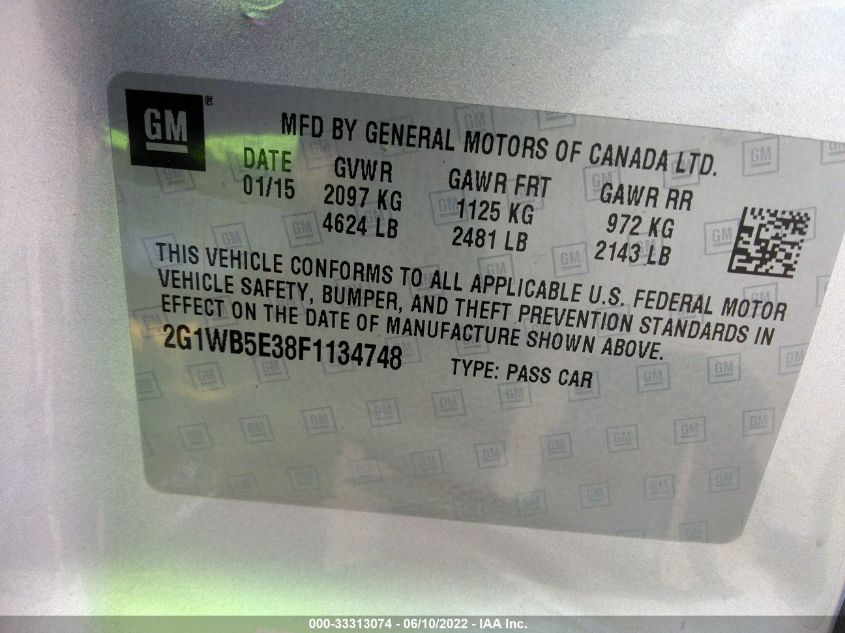 GM®
MFD BY GENERAL MOTORS OF CANADA LTD.
DATE GVWR GAWR FRT GAWR RR
01/15 2097 KG 1125 KG 972 KG
4624 LB 2481 LB 2143 LB
THIS VEHICLE CONFORMS TO ALL APPLICABLE U.S. FEDERAL MOTOR
VEHICLE SAFETY, BUMPER, AND THEFT PREVENTION STANDARDS IN
EFFECT ON THE DATE OF MANUFACTURE SHOWN ABOVE.
2G1WB5E38F1134748 TYPE: PASS CAR
000-33313074 - 06/10/2022 - IAA Inc.